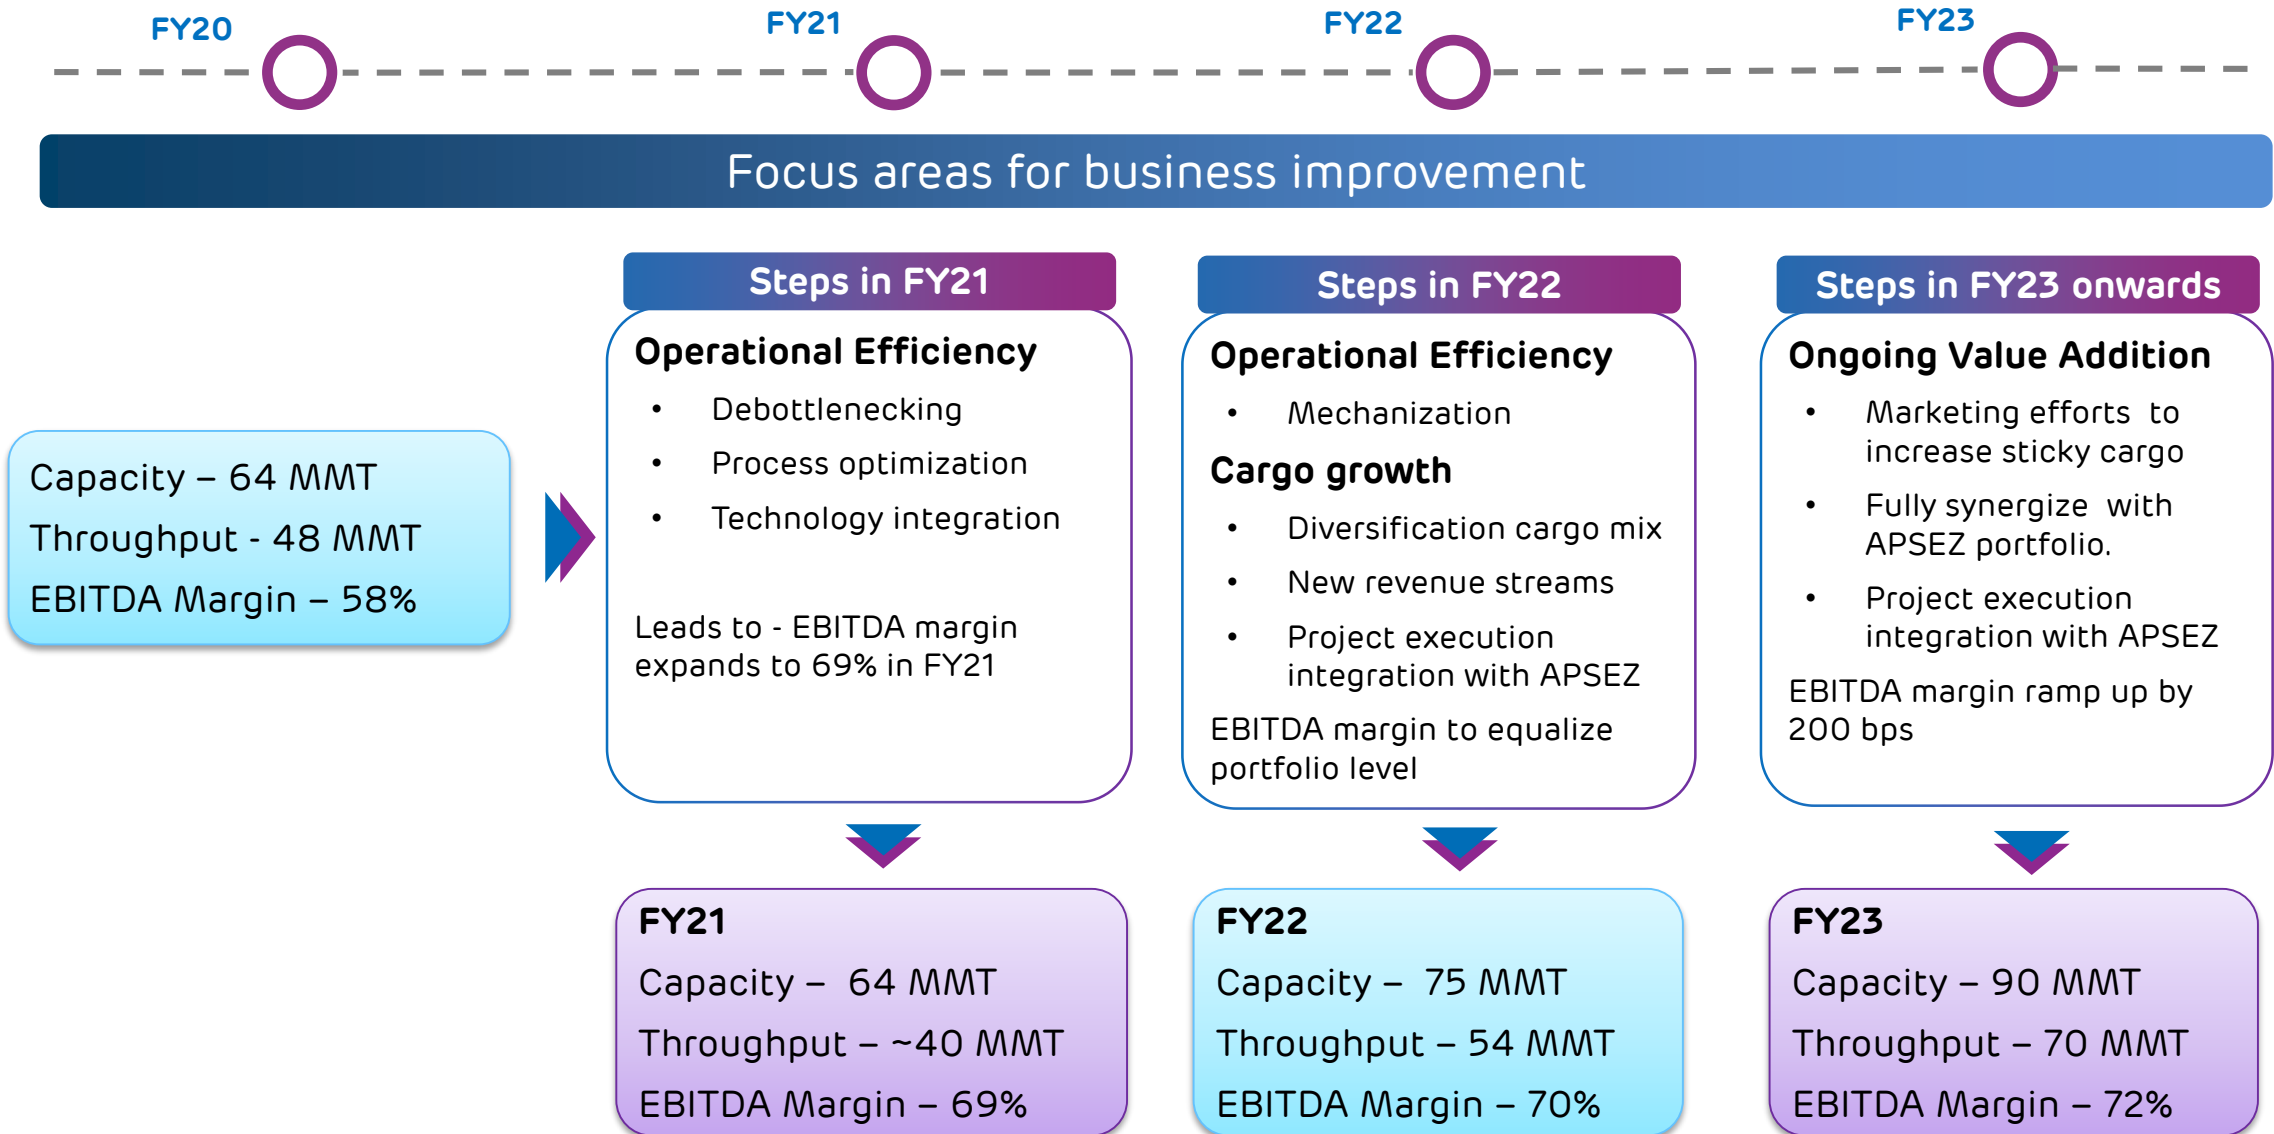 FY20
FY21
FY22
FY23
Focus areas for business improvement
Capacity – 64 MMT
Throughput - 48 MMT
EBITDA Margin – 58%
Steps in FY21
Operational Efficiency
• Debottlenecking
• Process optimization
• Technology integration
Leads to - EBITDA margin
expands to 69% in FY21
Steps in FY22
Operational Efficiency
• Mechanization
Cargo growth
• Diversification cargo mix
• New revenue streams
• Project execution
integration with APSEZ
EBITDA margin to equalize
portfolio level
Steps in FY23 onwards
Ongoing Value Addition
• Marketing efforts to
increase sticky cargo
• Fully synergize with
APSEZ portfolio.
• Project execution
integration with APSEZ
EBITDA margin ramp up by
200 bps
FY21
Capacity – 64 MMT
Throughput – ~40 MMT
EBITDA Margin – 69%
FY22
Capacity – 75 MMT
Throughput – 54 MMT
EBITDA Margin – 70%
FY23
Capacity – 90 MMT
Throughput – 70 MMT
EBITDA Margin – 72%